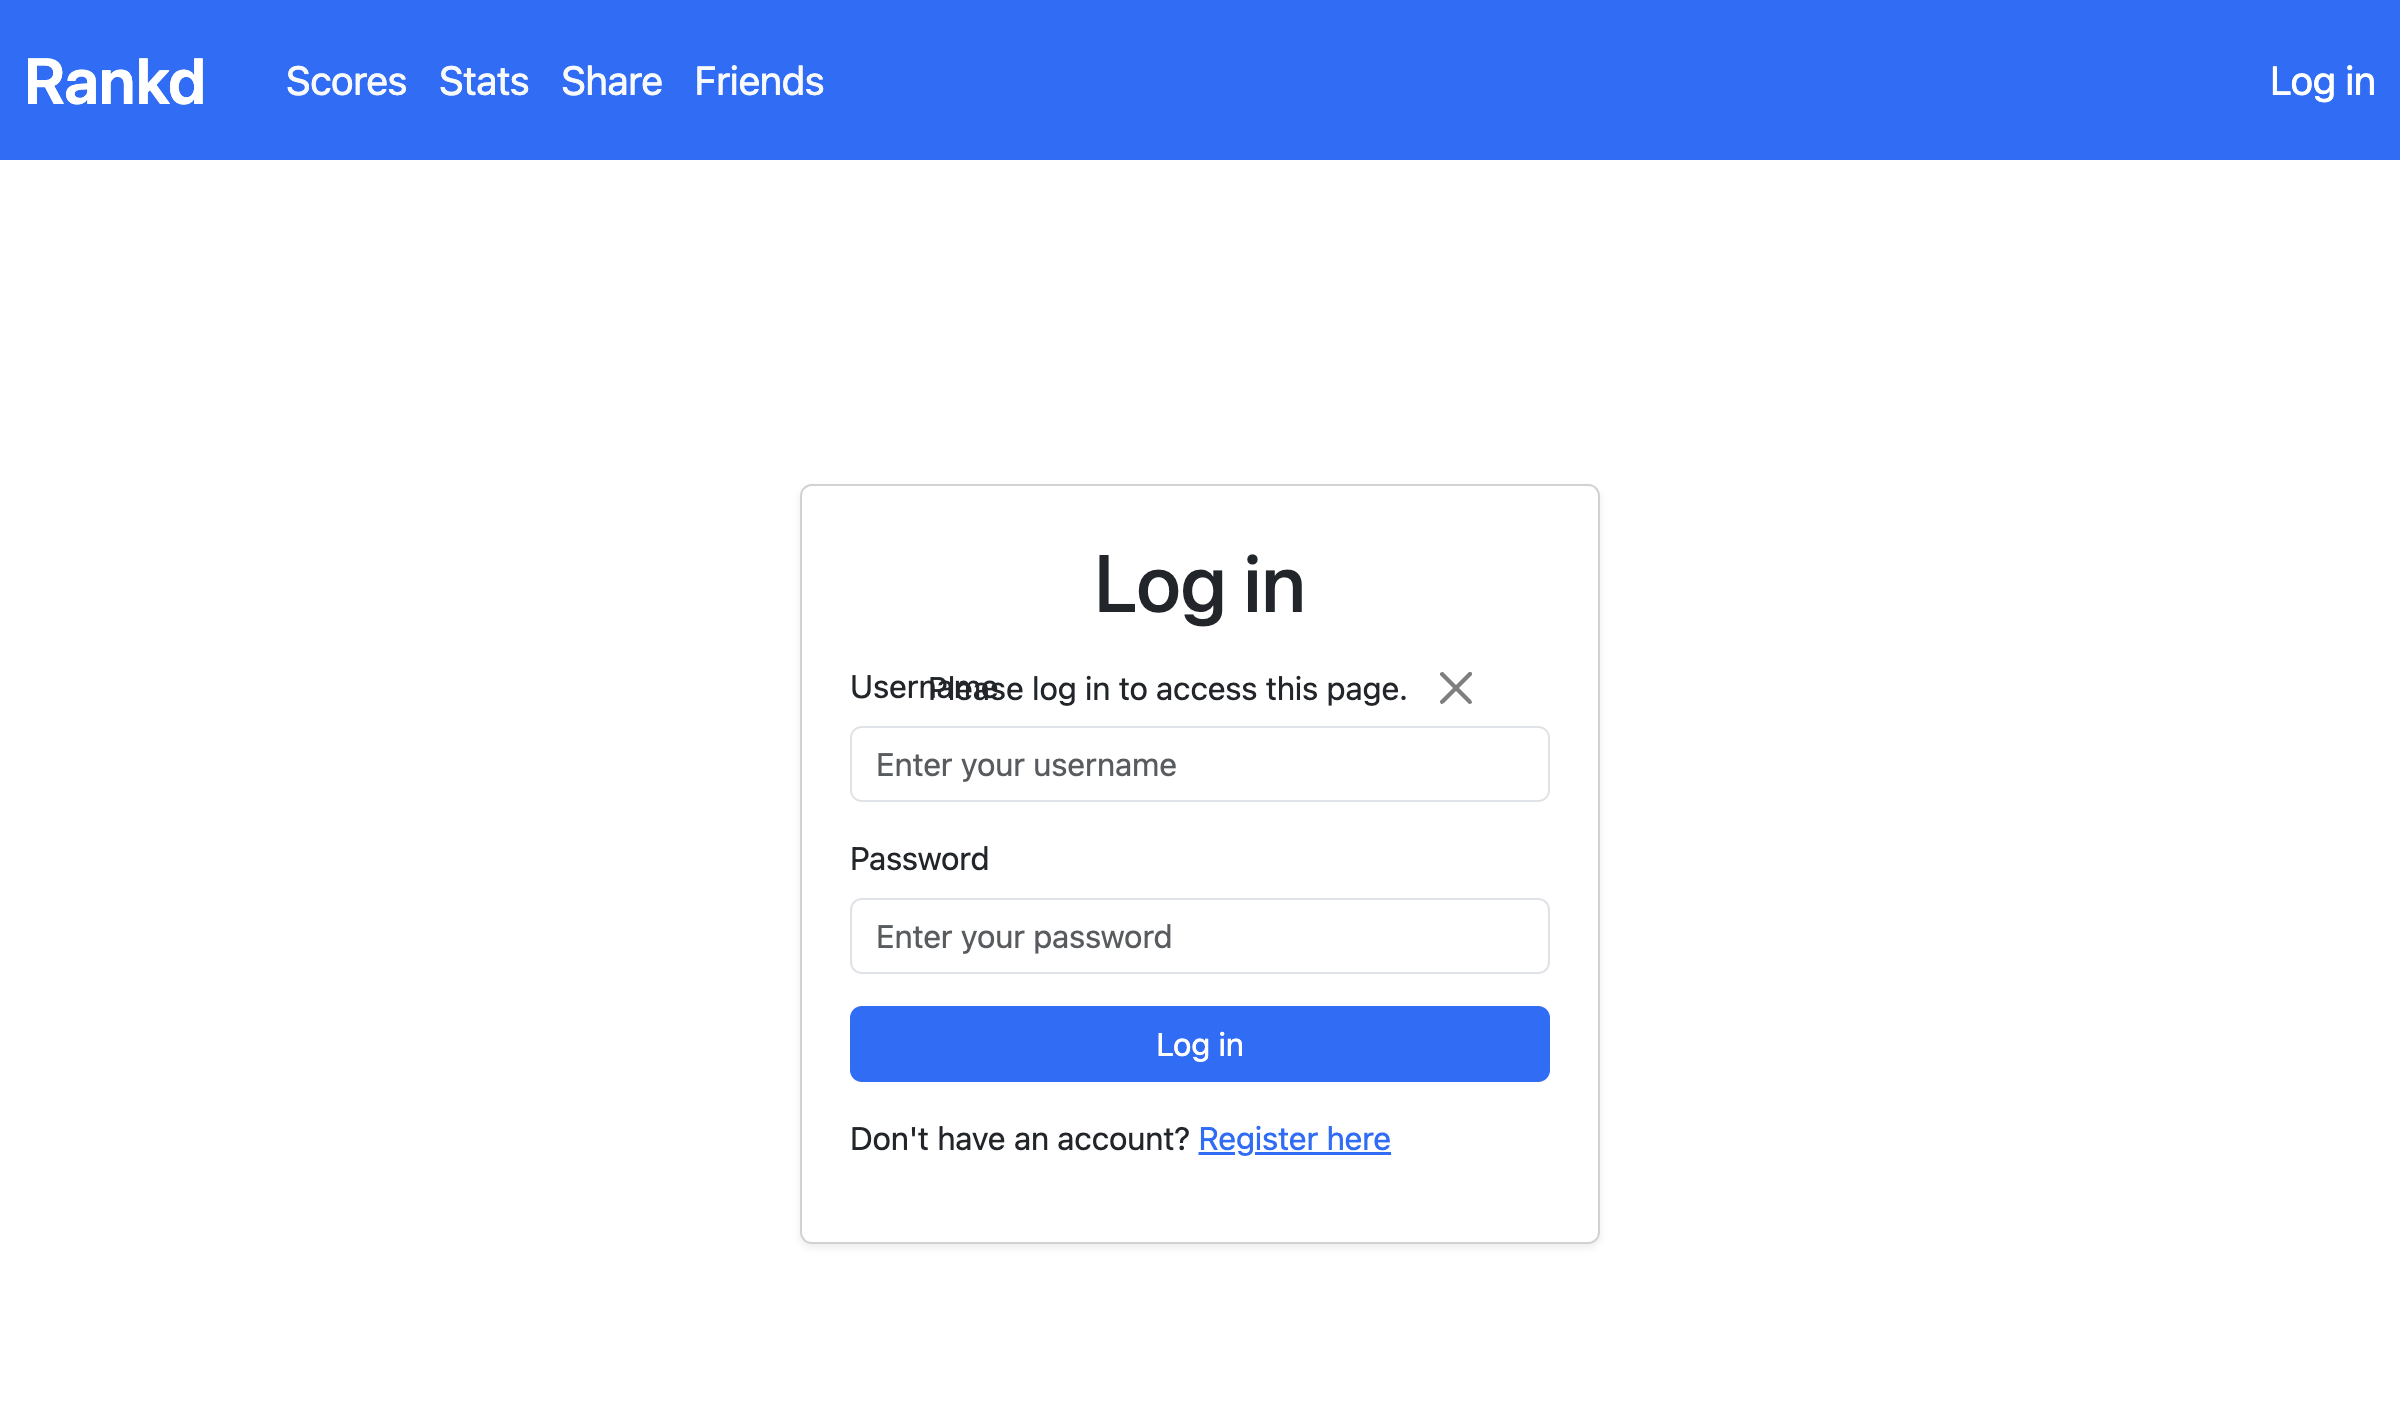 Rankd Scores Stats Share Friends Log in
Log in
Username
Please log in to access this page.
Enter your username
Password
Enter your password
Log in
Don't have an account? Register here